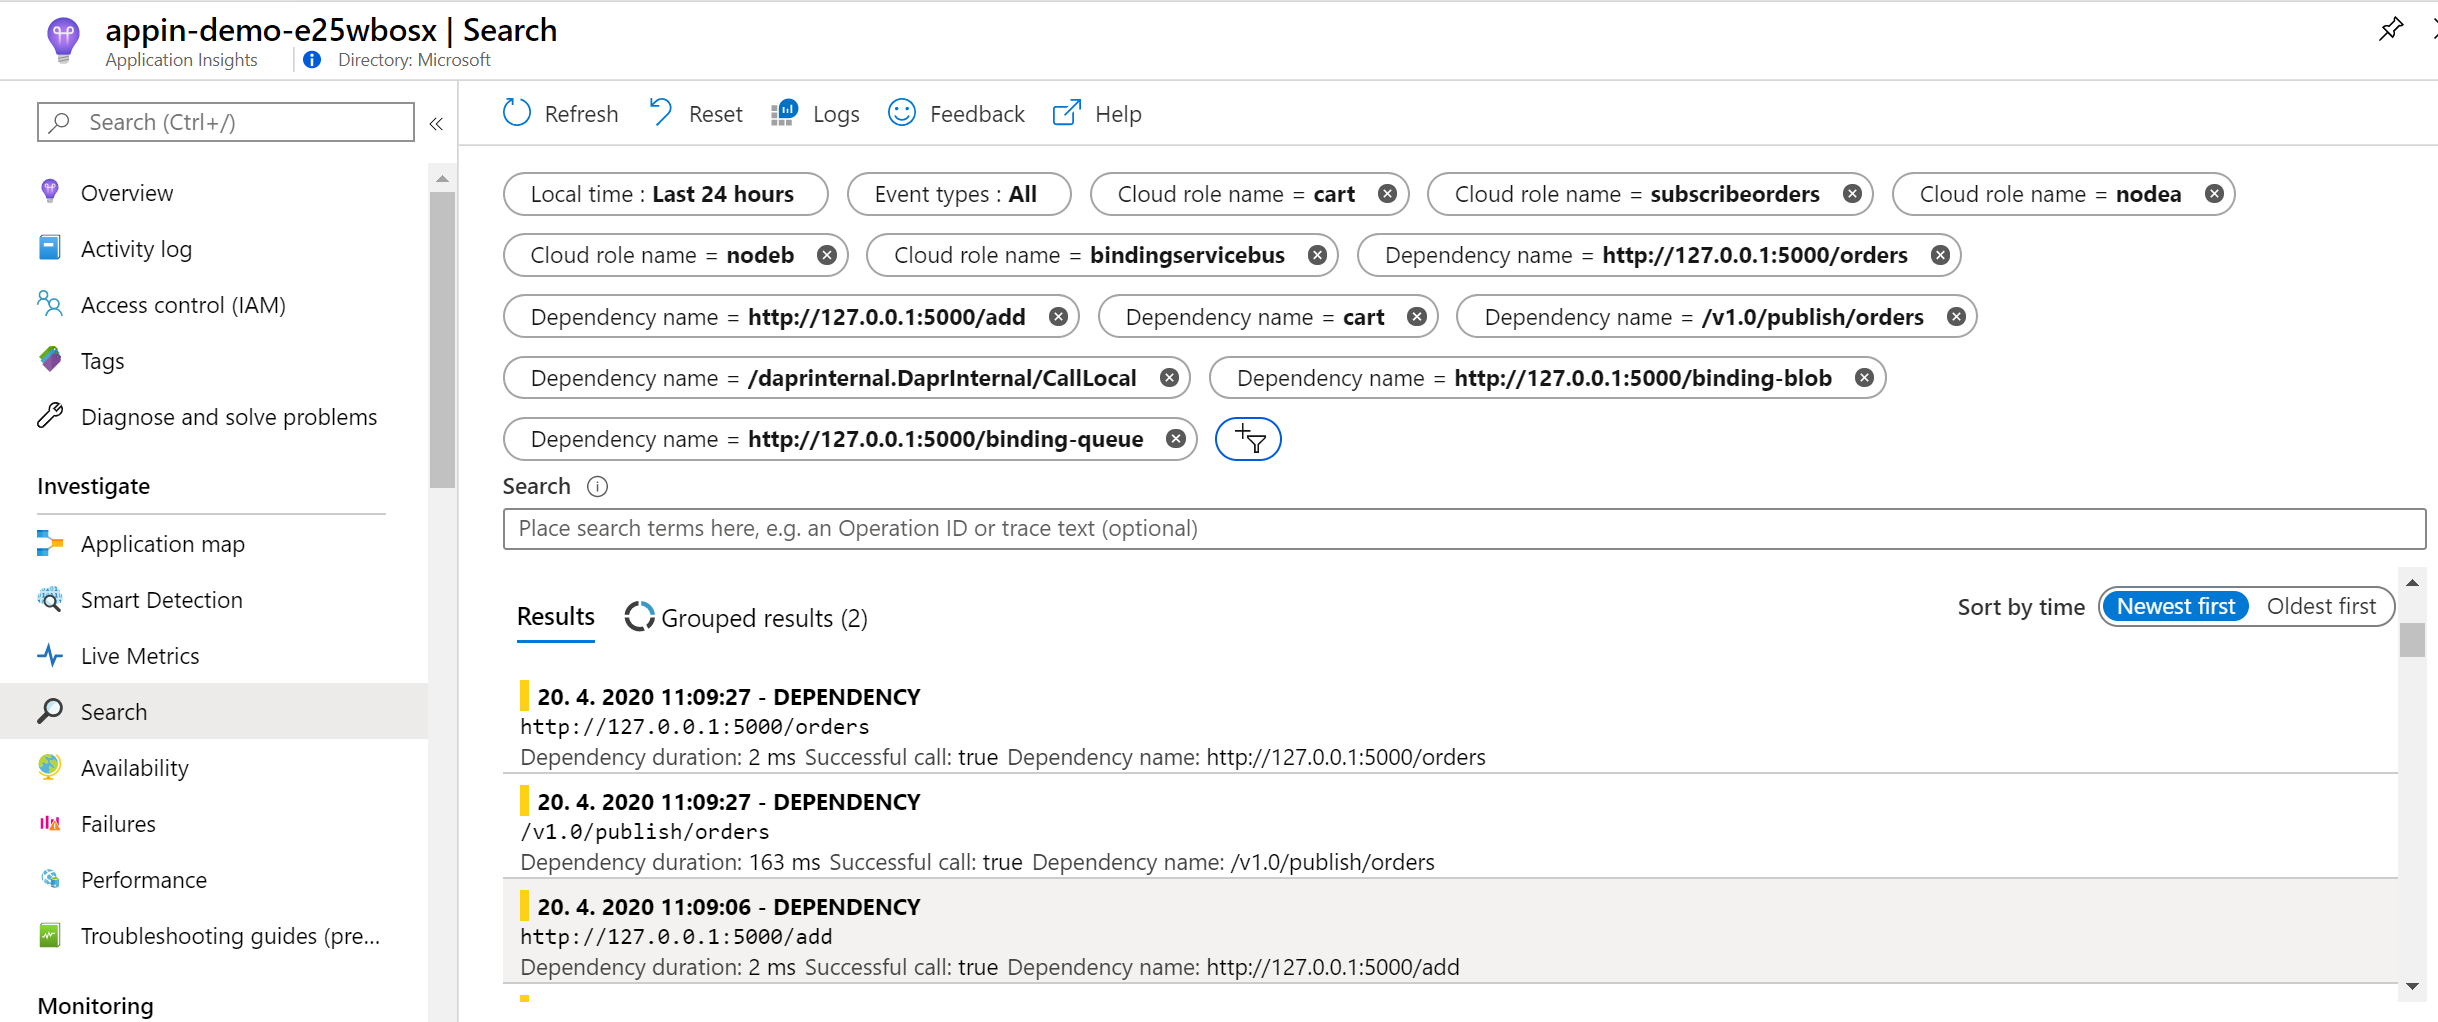 appin-demo-e25wbosx | Search
Application Insights
Directory: Microsoft
Search (Ctrl+/)
«
Overview
Activity log
Access control (IAM)
Tags
Diagnose and solve problems
Investigate
Application map
Smart Detection
Live Metrics
Search
Availability
Failures
Performance
Troubleshooting guides (pre...
Monitoring
Refresh Reset Logs Feedback Help
Local time : Last 24 hours Event types : All Cloud role name = cart Cloud role name = subscribeorders Cloud role name = nodea
Cloud role name = nodeb Cloud role name = bindingservicebus Dependency name = http://127.0.0.1:5000/orders
Dependency name = http://127.0.0.1:5000/add Dependency name = cart Dependency name = /v1.0/publish/orders
Dependency name = /daprinternal.DaprInternal/CallLocal Dependency name = http://127.0.0.1:5000/binding-blob
Dependency name = http://127.0.0.1:5000/binding-queue
Search
Place search terms here, e.g. an Operation ID or trace text (optional)
Results Grouped results (2) Sort by time Newest first Oldest first
20. 4. 2020 11:09:27 - DEPENDENCY
http://127.0.0.1:5000/orders
Dependency duration: 2 ms Successful call: true Dependency name: http://127.0.0.1:5000/orders
20. 4. 2020 11:09:27 - DEPENDENCY
/v1.0/publish/orders
Dependency duration: 163 ms Successful call: true Dependency name: /v1.0/publish/orders
20. 4. 2020 11:09:06 - DEPENDENCY
http://127.0.0.1:5000/add
Dependency duration: 2 ms Successful call: true Dependency name: http://127.0.0.1:5000/add